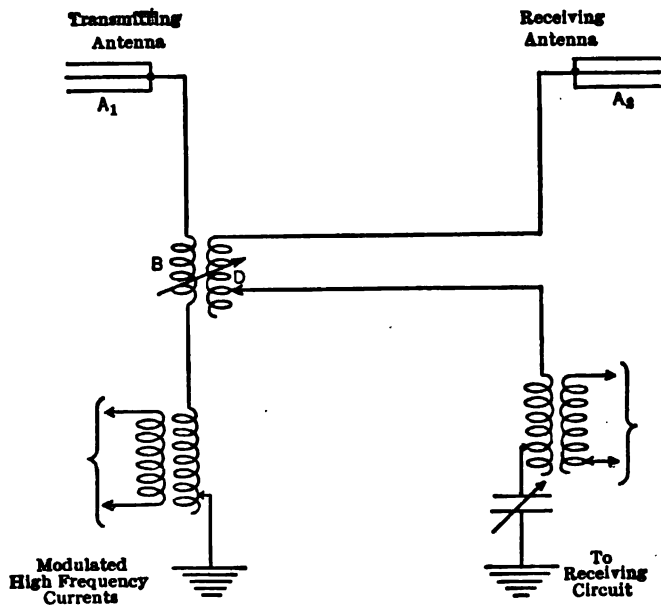 Transmitting
Antenna
Receiving
Antenna
A₁
A₂
B
D
Modulated
High Frequency
Currents
To
Receiving
Circuit